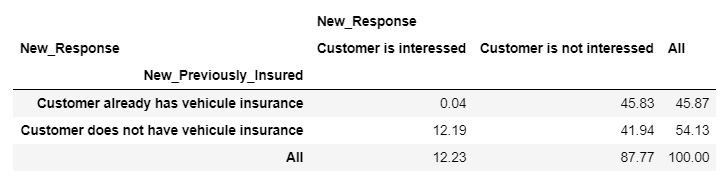 New_Response
New_Response Customer is interessed Customer is not interessed All
New_Previously_Insured
Customer already has vehicule insurance 0.04 45.83 45.87
Customer does not have vehicule insurance 12.19 41.94 54.13
All 12.23 87.77 100.00